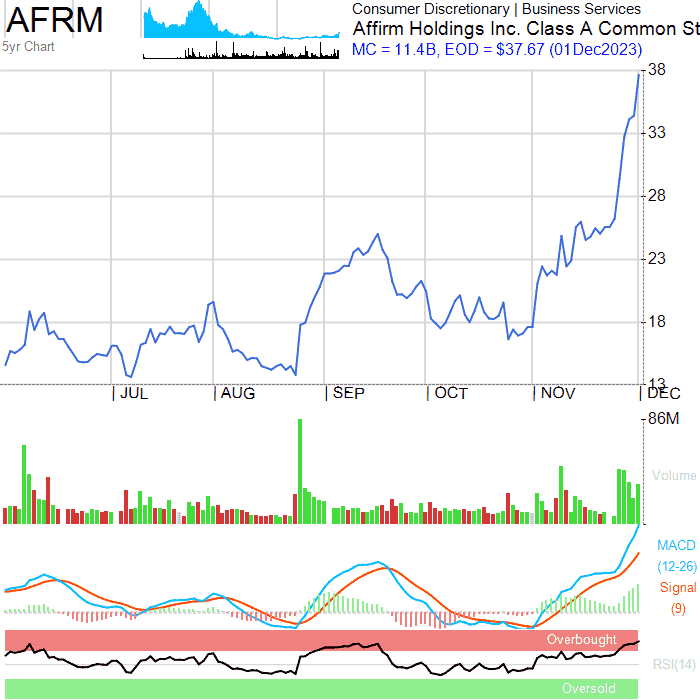 AFRM
5yr Chart
Consumer Discretionary | Business Services
Affirm Holdings Inc. Class A Common St
MC = 11.4B, EOD = $37.67 (01Dec2023)
38
33
28
23
18
13
| JUL | AUG | SEP | OCT | NOV | DEC
86M
Volume
MACD
(12-26)
Signal
(9)
Overbought
RSI(14)
Oversold